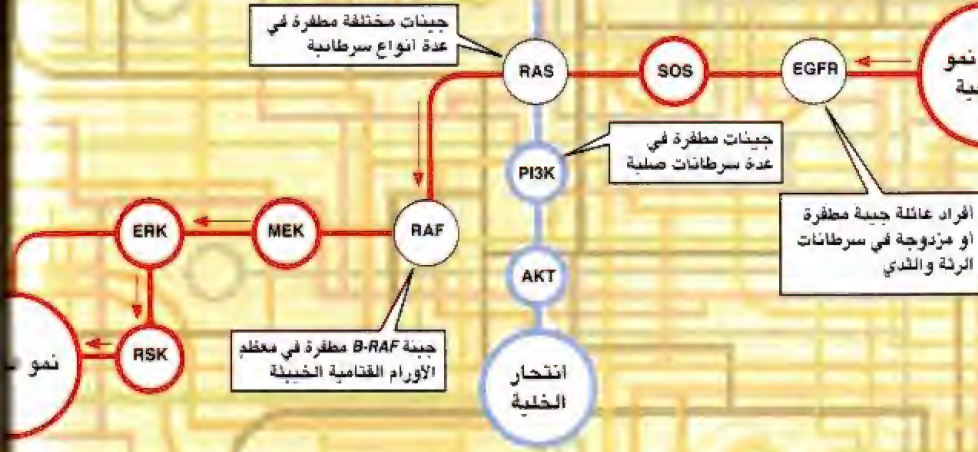 جينات مختلفة مطفرة في
عدة انواع سرطانية
نمو
EGFR
SOS
RAS
جينات مطفرة في
عدة سرطانات صلبة
PI3K
أفراد عائلة جينية مطفرة
أو مزدوجة في سرطانات
الرئة والثدي
RAF
MEK
ERK
AKT
جينة B-RAF مطفرة في معظم
الأورام القتامية الخبيثة
RSK
نمو
انتحار
الخلية